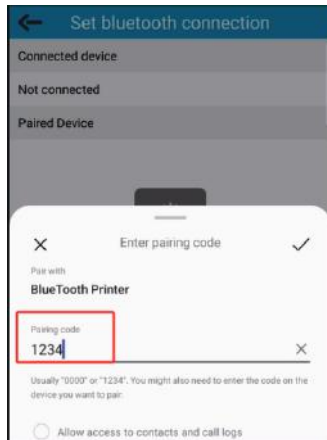 Set bluetooth connection
Connected device
Not connected
Paired Device
Enter pairing code
Pair with
BlueTooth Printer
Pairing code
1234
Usually "0000" or "1234". You might also need to enter the code on the
device you want to pair.
Allow access to contacts and call logs